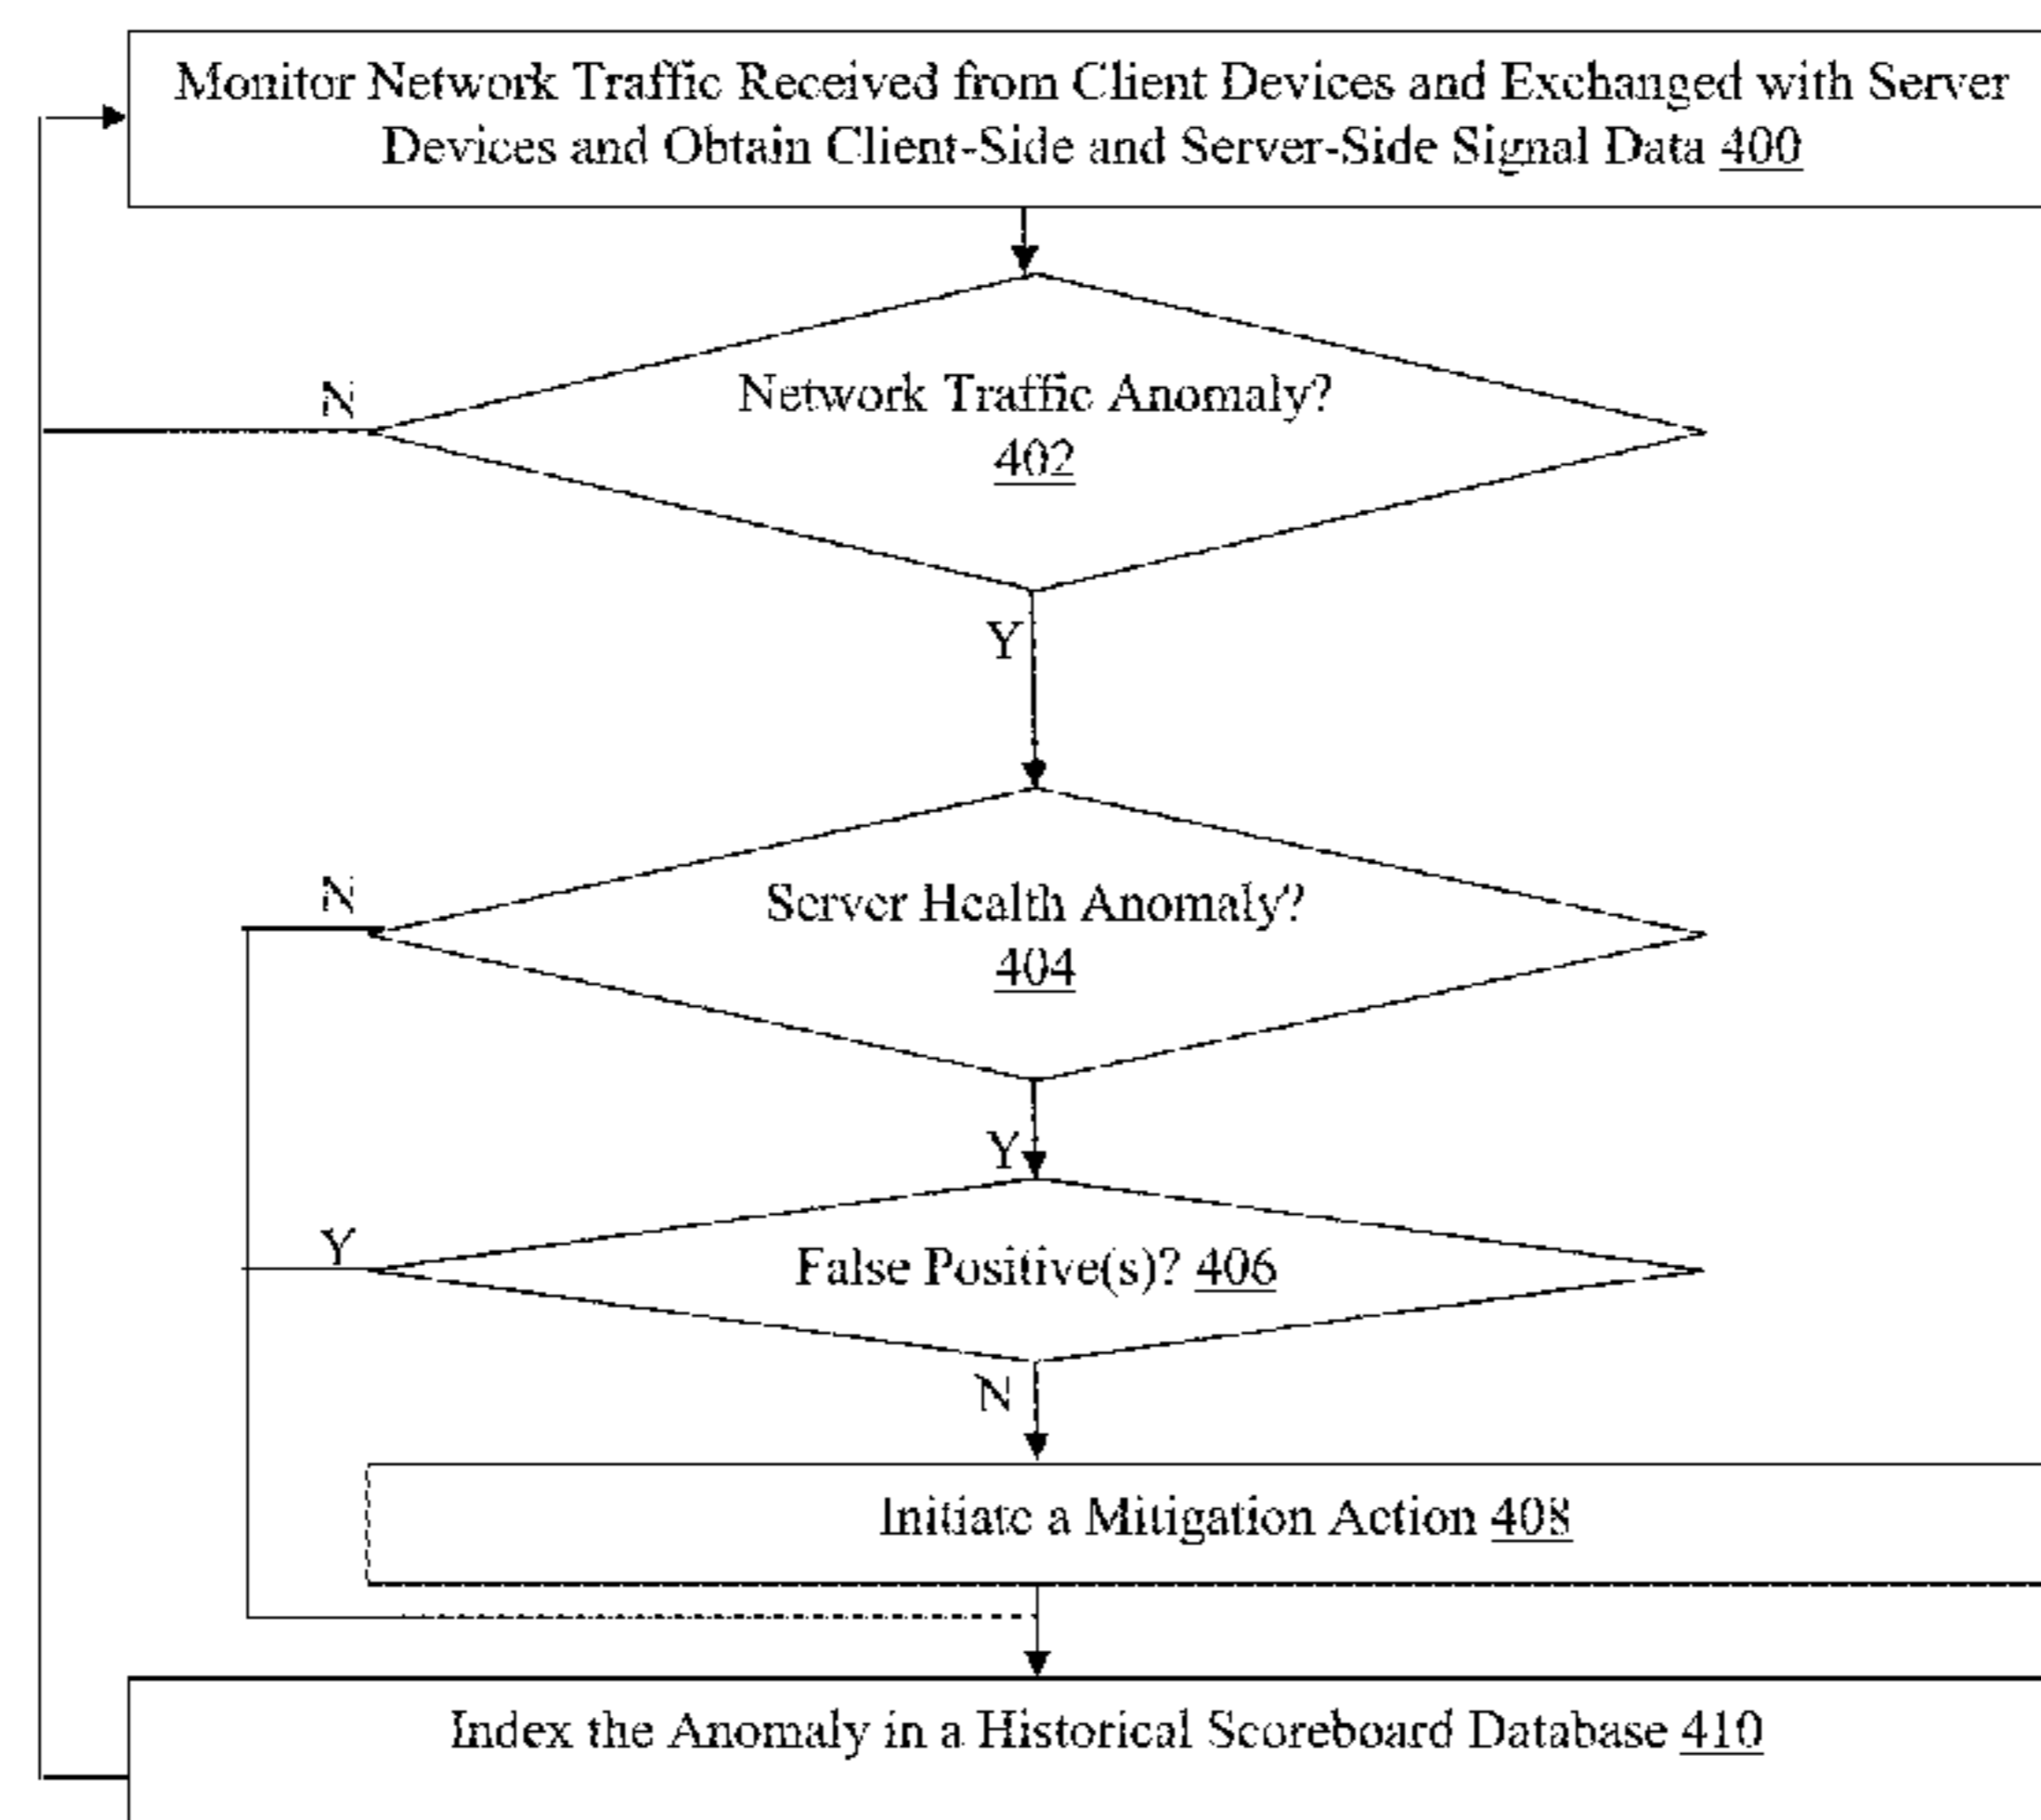 Monitor Network Traffic Received from Client Devices and Exchanged with Server
Devices and Obtain Client-Side and Server-Side Signal Data 400
N
Network Traffic Anomaly?
402
Y
N
Server Health Anomaly?
404
Y
Y
False Positive(s)? 406
N
Initiate a Mitigation Action 408
Index the Anomaly in a Historical Scoreboard Database 410